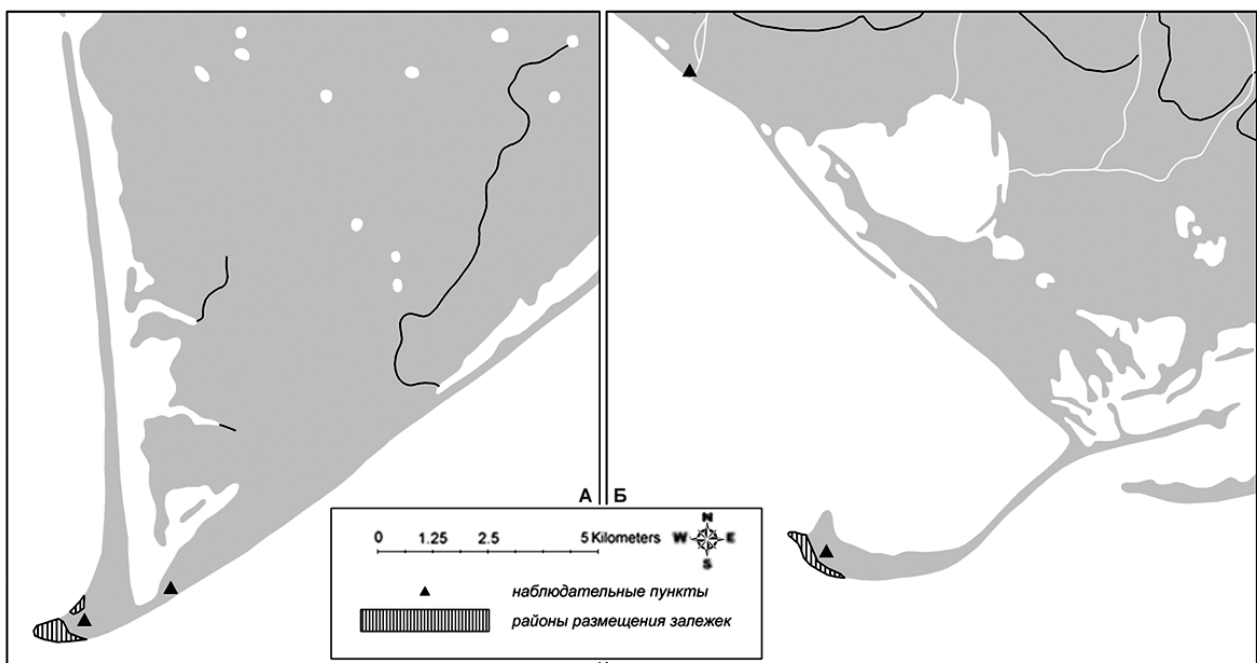 А Б
0 1.25 2.5 5 Kilometers
N
W E
S
наблюдательные пункты
районы размещения залежек